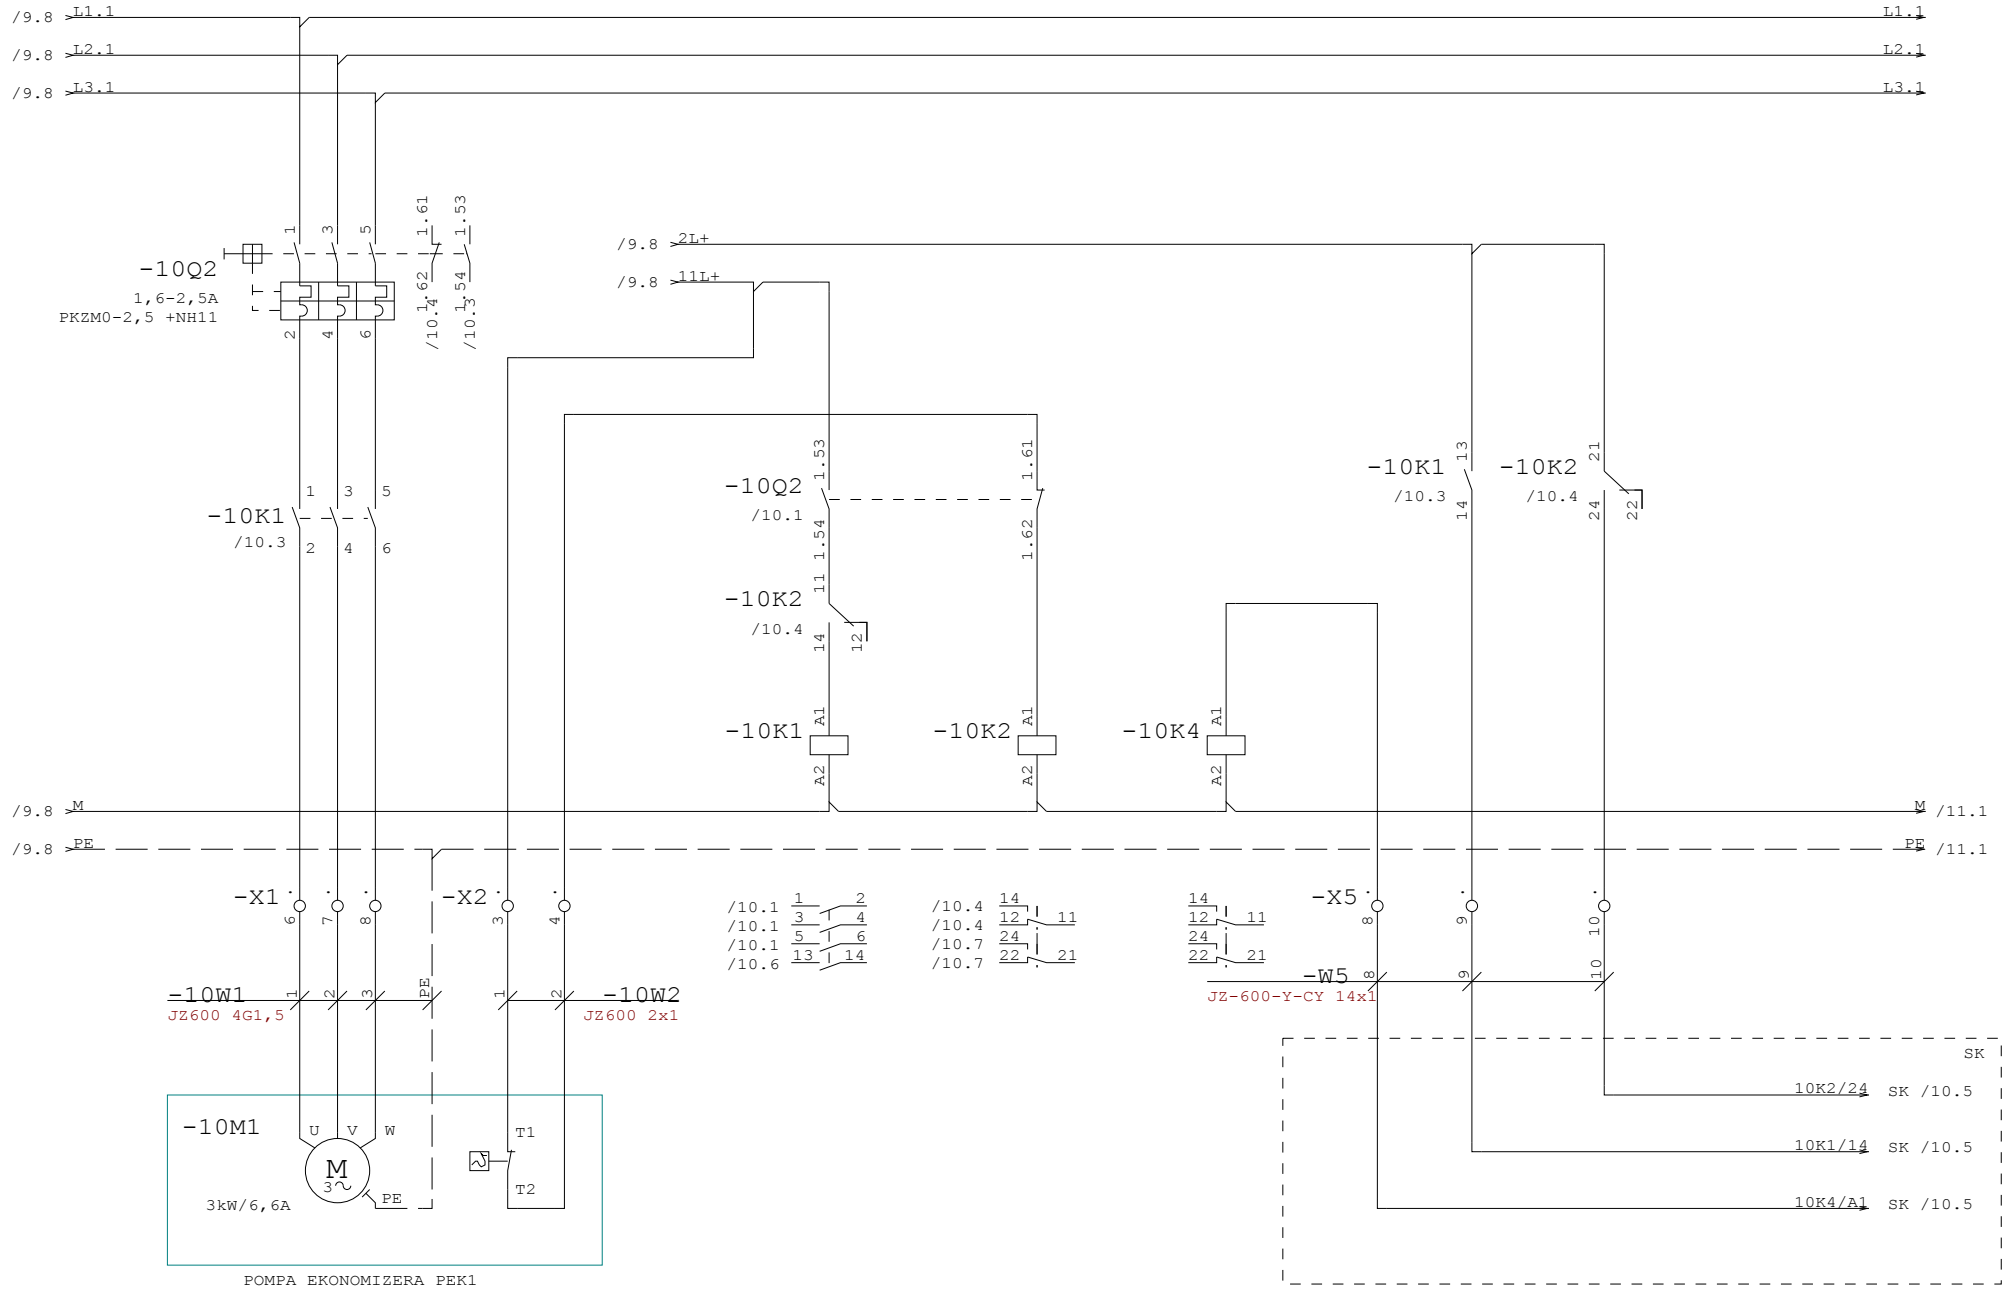 /9.8 L1.1 L1.1
/9.8 L2.1 L2.1
/9.8 L3.1 L3.1
1 3 5 1.61 1.53
-10Q2
1,6-2,5A
PKZM0-2,5 +NH11
2 4 6 1.62 1.54
/10.4 /10.3
/9.8 2L+
/9.8 11L+
-10K1
/10.3
1 3 5
2 4 6
1.53 1.61
-10Q2
/10.1
1.54 1.62
11
-10K2
/10.4
14 12
13 21
-10K1 -10K2
/10.3 /10.4
14 24 22
A1 A1 A1
-10K1 -10K2 -10K4
A2 A2 A2
/9.8 M M /11.1
/9.8 PE PE /11.1
-X1 -X2 -X5
6 7 8 3 4 8 9 10
/10.1 1 2
/10.1 3 4
/10.1 5 6
/10.6 13 14
/10.4 14
/10.4 12 11
/10.7 24
/10.7 22 21
14
12 11
24
22 21
-10W1 1 2 3 PE 1 2 -10W2
JZ600 4G1,5 JZ600 2x1
-W5 8 9 10
JZ-600-Y-CY 14x1
SK
10K2/24 SK /10.5
10K1/14 SK /10.5
10K4/A1 SK /10.5
-10M1 U V W T1
M
3
T2
3kW/6,6A PE
POMPA EKONOMIZERA PEK1